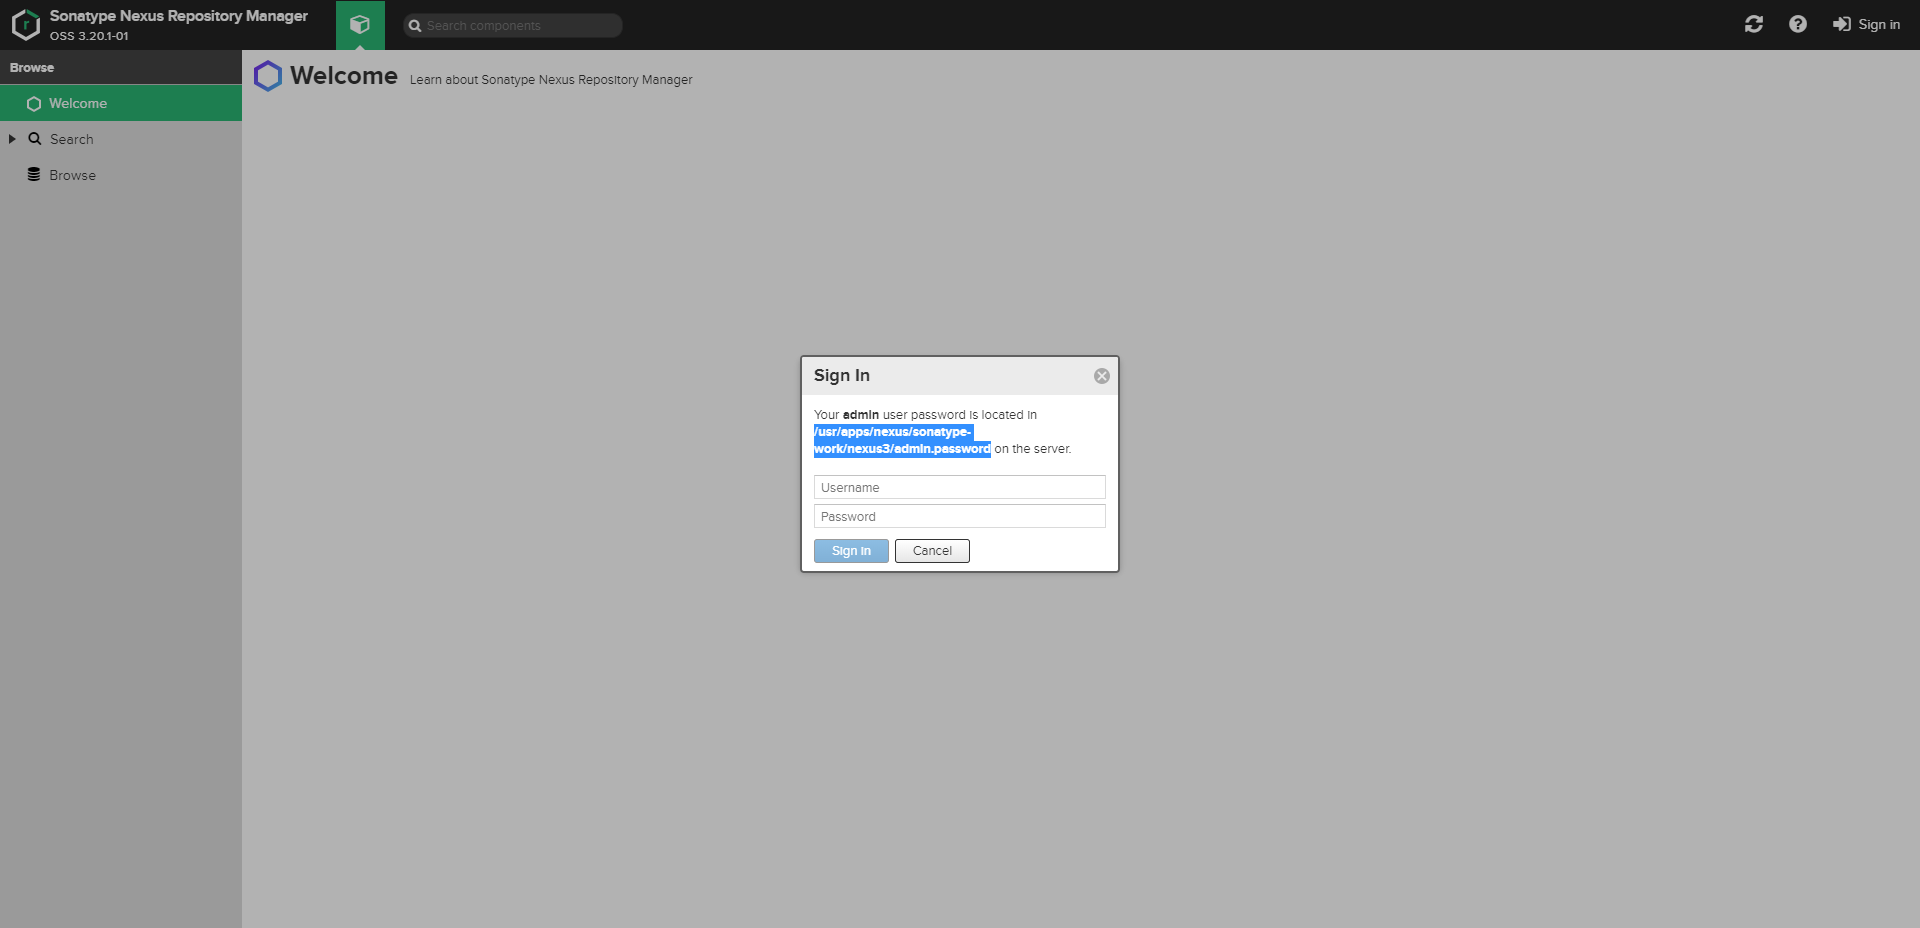 Sonatype Nexus Repository Manager
OSS 3.20.1-01
Search components
Sign in
Browse
Welcome
Search
Browse
Welcome Learn about Sonatype Nexus Repository Manager
Sign In
Your admin user password is located in
/usr/apps/nexus/sonatype-
work/nexus3/admin.password on the server.
Username
Password
Sign in Cancel